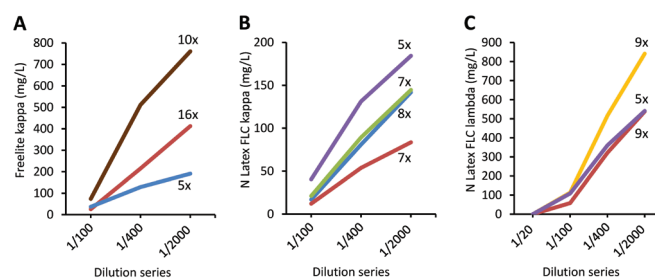 A
Freelite kappa (mg/L)
800
700
600
500
400
300
200
100
0
10x
16x
5x
1/100
1/400
1/2000
Dilution series
B
N Latex FLC kappa (mg/L)
200
150
100
50
0
5x
7x
8x
7x
1/100
1/400
1/2000
Dilution series
C
N Latex FLC lambda (mg/L)
900
800
700
600
500
400
300
200
100
0
9x
5x
9x
1/20
1/100
1/400
1/2000
Dilution series